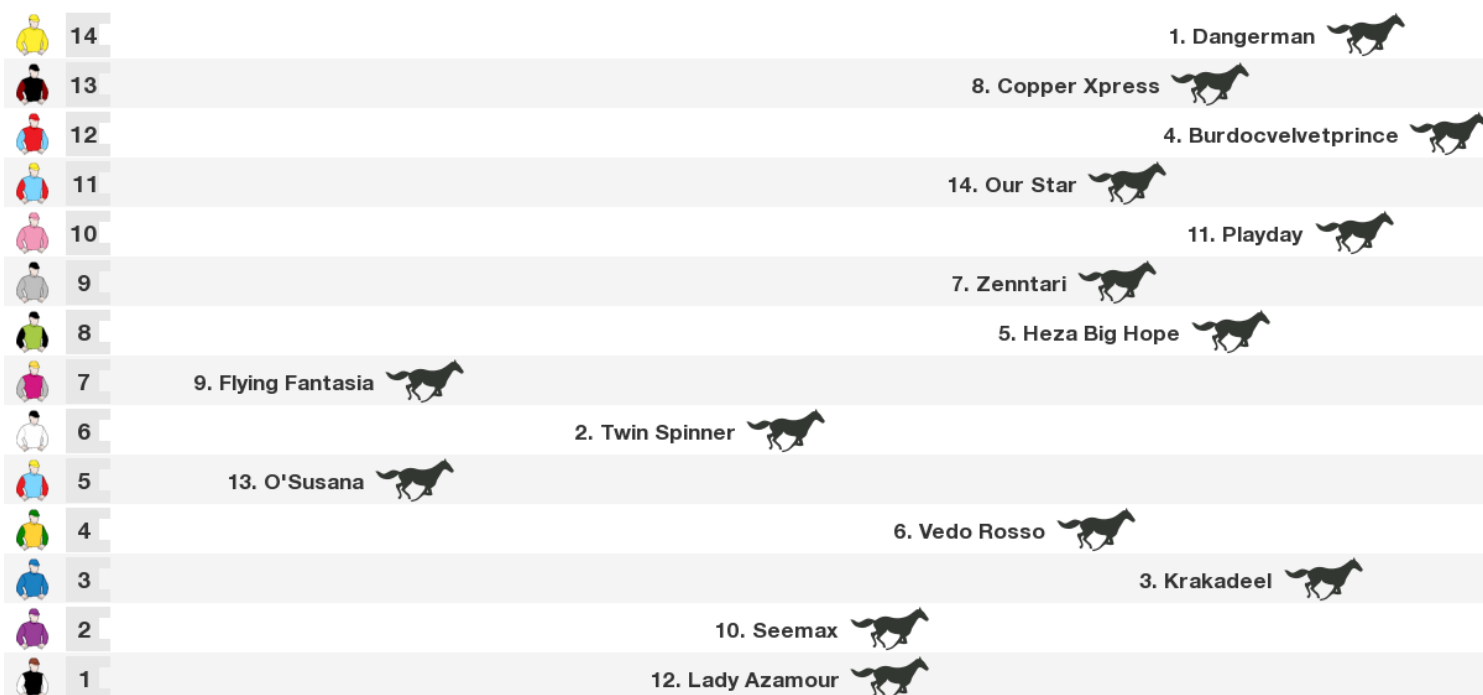 14 1. Dangerman
13 8. Copper Xpress
12 4. Burdocvelvetprince
11 14. Our Star
10 11. Playday
9 7. Zenntari
8 5. Heza Big Hope
7 9. Flying Fantasia
6 2. Twin Spinner
5 13. O'Susana
4 6. Vedo Rosso
3 3. Krakadeel
2 10. Seemax
1 12. Lady Azamour